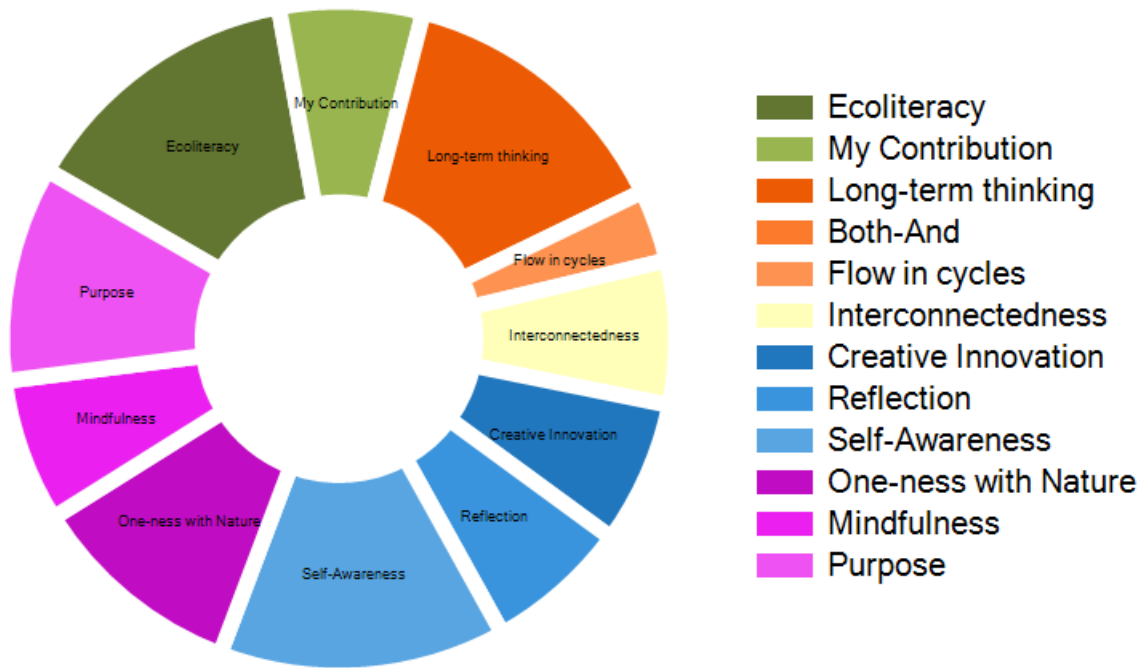 My Contribution
Ecoliteracy
Long-term thinking
Flow in cycles
Purpose
Interconnectedness
Mindfulness
Creative Innovation
One-ness with Nature
Reflection
Self-Awareness
Ecoliteracy
My Contribution
Long-term thinking
Both-And
Flow in cycles
Interconnectedness
Creative Innovation
Reflection
Self-Awareness
One-ness with Nature
Mindfulness
Purpose